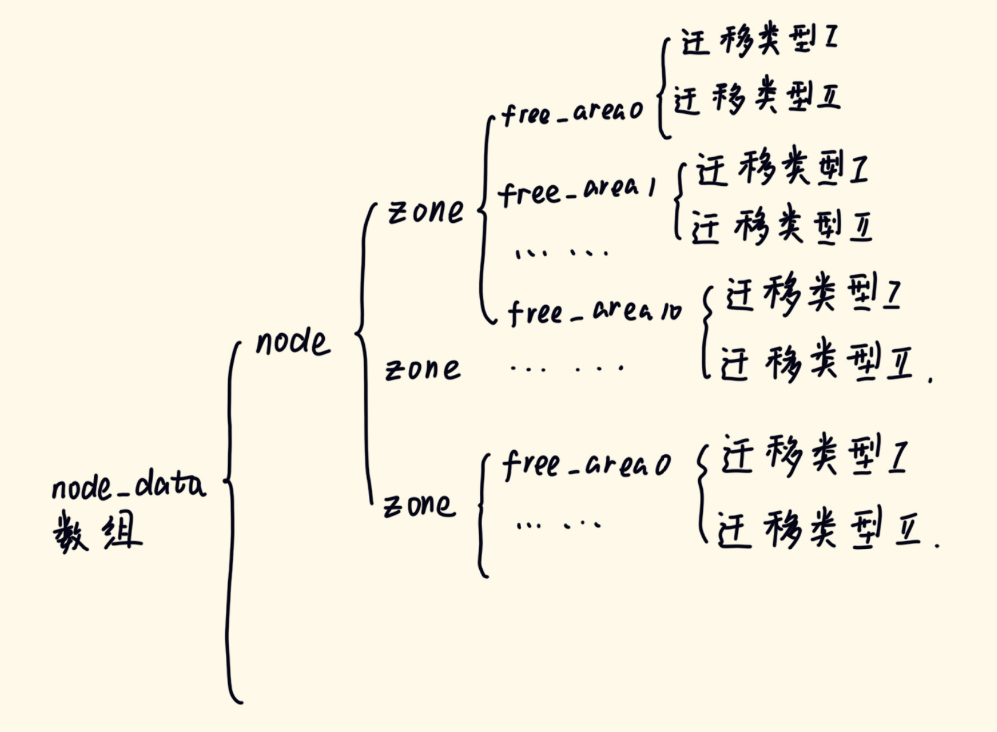 迁移类型I
free_area0
迁移类型II
迁移类型I
zone
free_area1
迁移类型II
... ...
free_area10
迁移类型I
node
zone
... ...
迁移类型II.
node_data
数组
zone
free_area0
迁移类型I
... ...
迁移类型II.